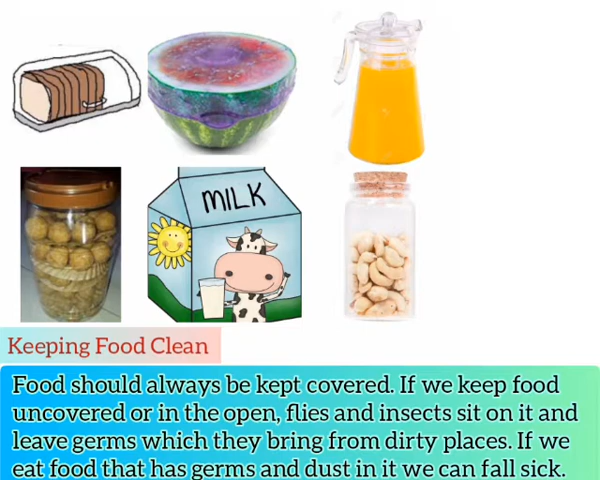 MILK
Keeping Food Clean
Food should always be kept covered. If we keep food
uncovered or in the open, flies and insects sit on it and
leave germs which they bring from dirty places. If we
eat food that has germs and dust in it we can fall sick.